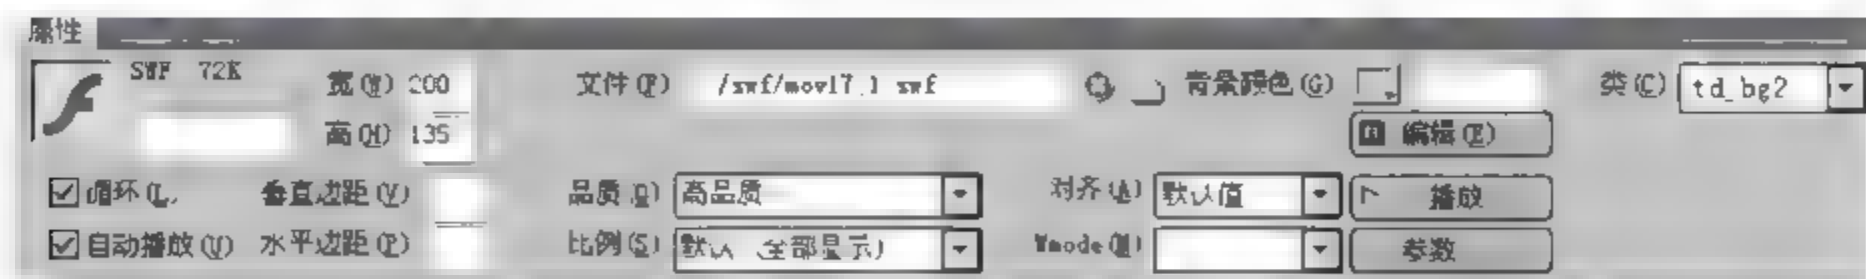 属性
SWF 72K 宽(W) 200 文件(F) /swf/mov17.1 swf 背景颜色(G) 类(C) td_bg2
高(H) 135 编辑(E)
循环(L) 垂直边距(V) 品质(Q) 高品质 对齐(A) 默认值 播放
自动播放(U) 水平边距(P) 比例(S) 默认 (全部显示) Wmode(M) 参数